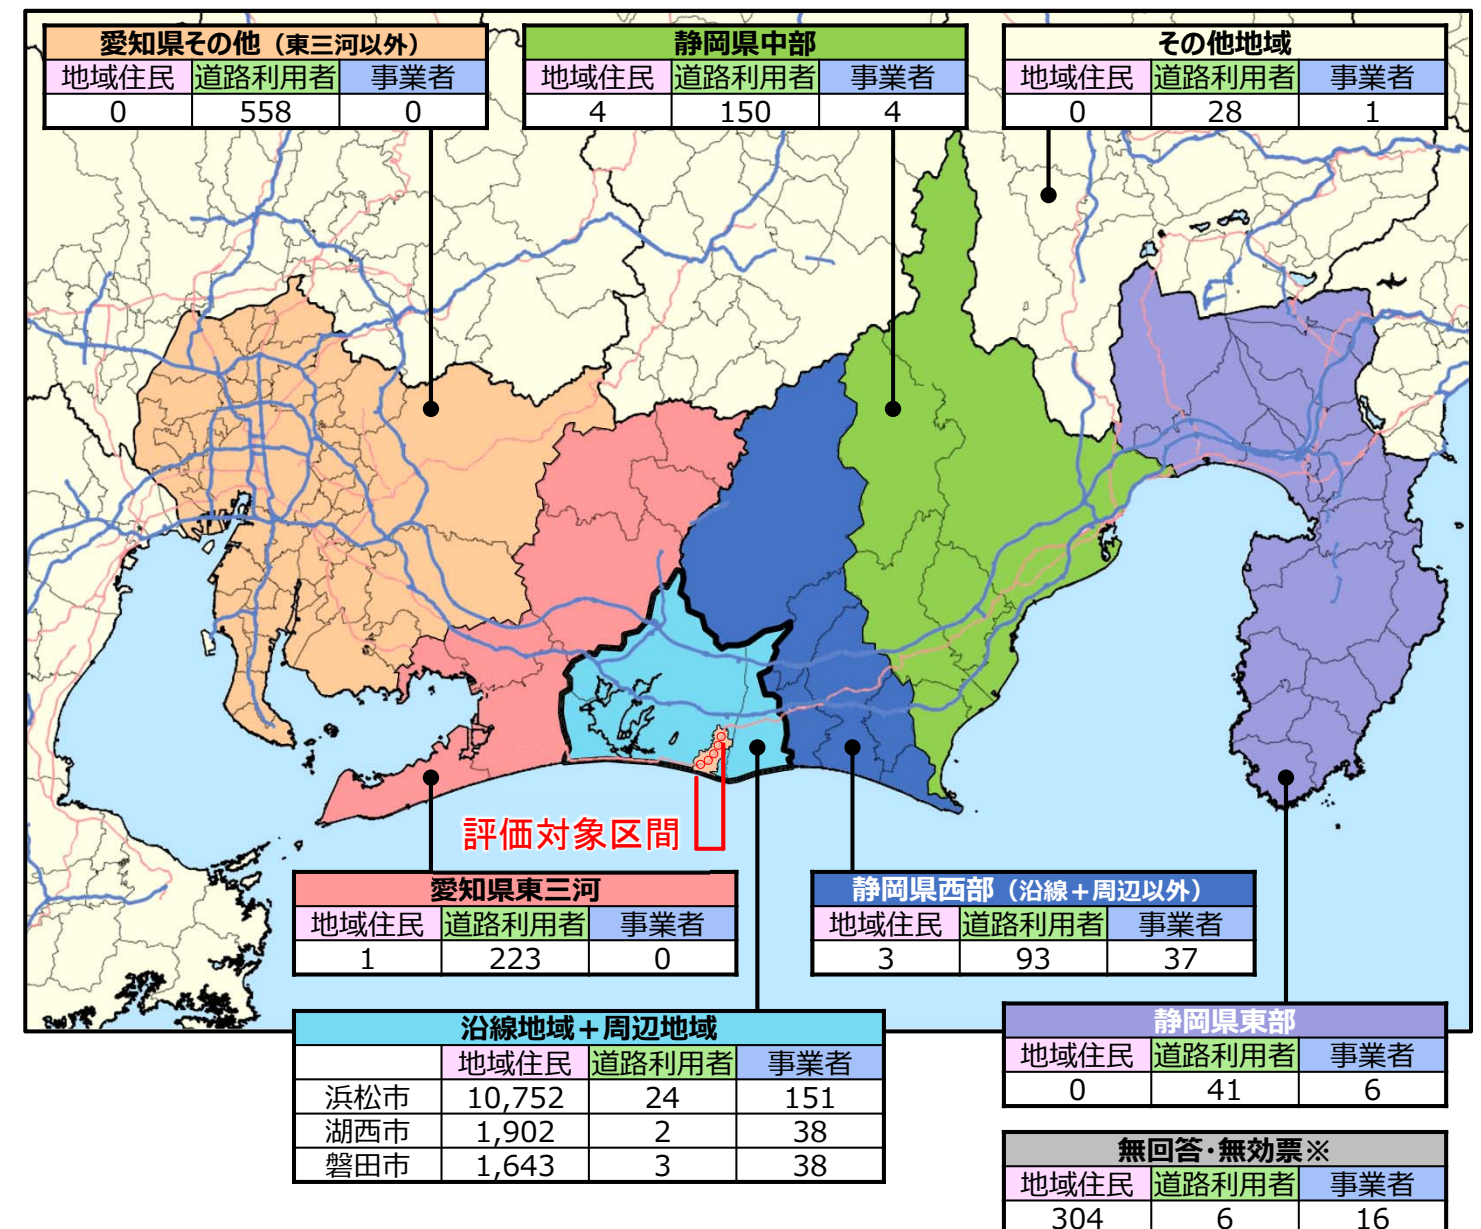 愛知県その他（東三河以外）
地域住民 道路利用者 事業者
0 558 0
静岡県中部
地域住民 道路利用者 事業者
4 150 4
その他地域
地域住民 道路利用者 事業者
0 28 1
評価対象区間
愛知県東三河
地域住民 道路利用者 事業者
1 223 0
静岡県西部（沿線＋周辺以外）
地域住民 道路利用者 事業者
3 93 37
沿線地域＋周辺地域
地域住民 道路利用者 事業者
浜松市 10,752 24 151
湖西市 1,902 2 38
磐田市 1,643 3 38
静岡県東部
地域住民 道路利用者 事業者
0 41 6
無回答･無効票※
地域住民 道路利用者 事業者
304 6 16